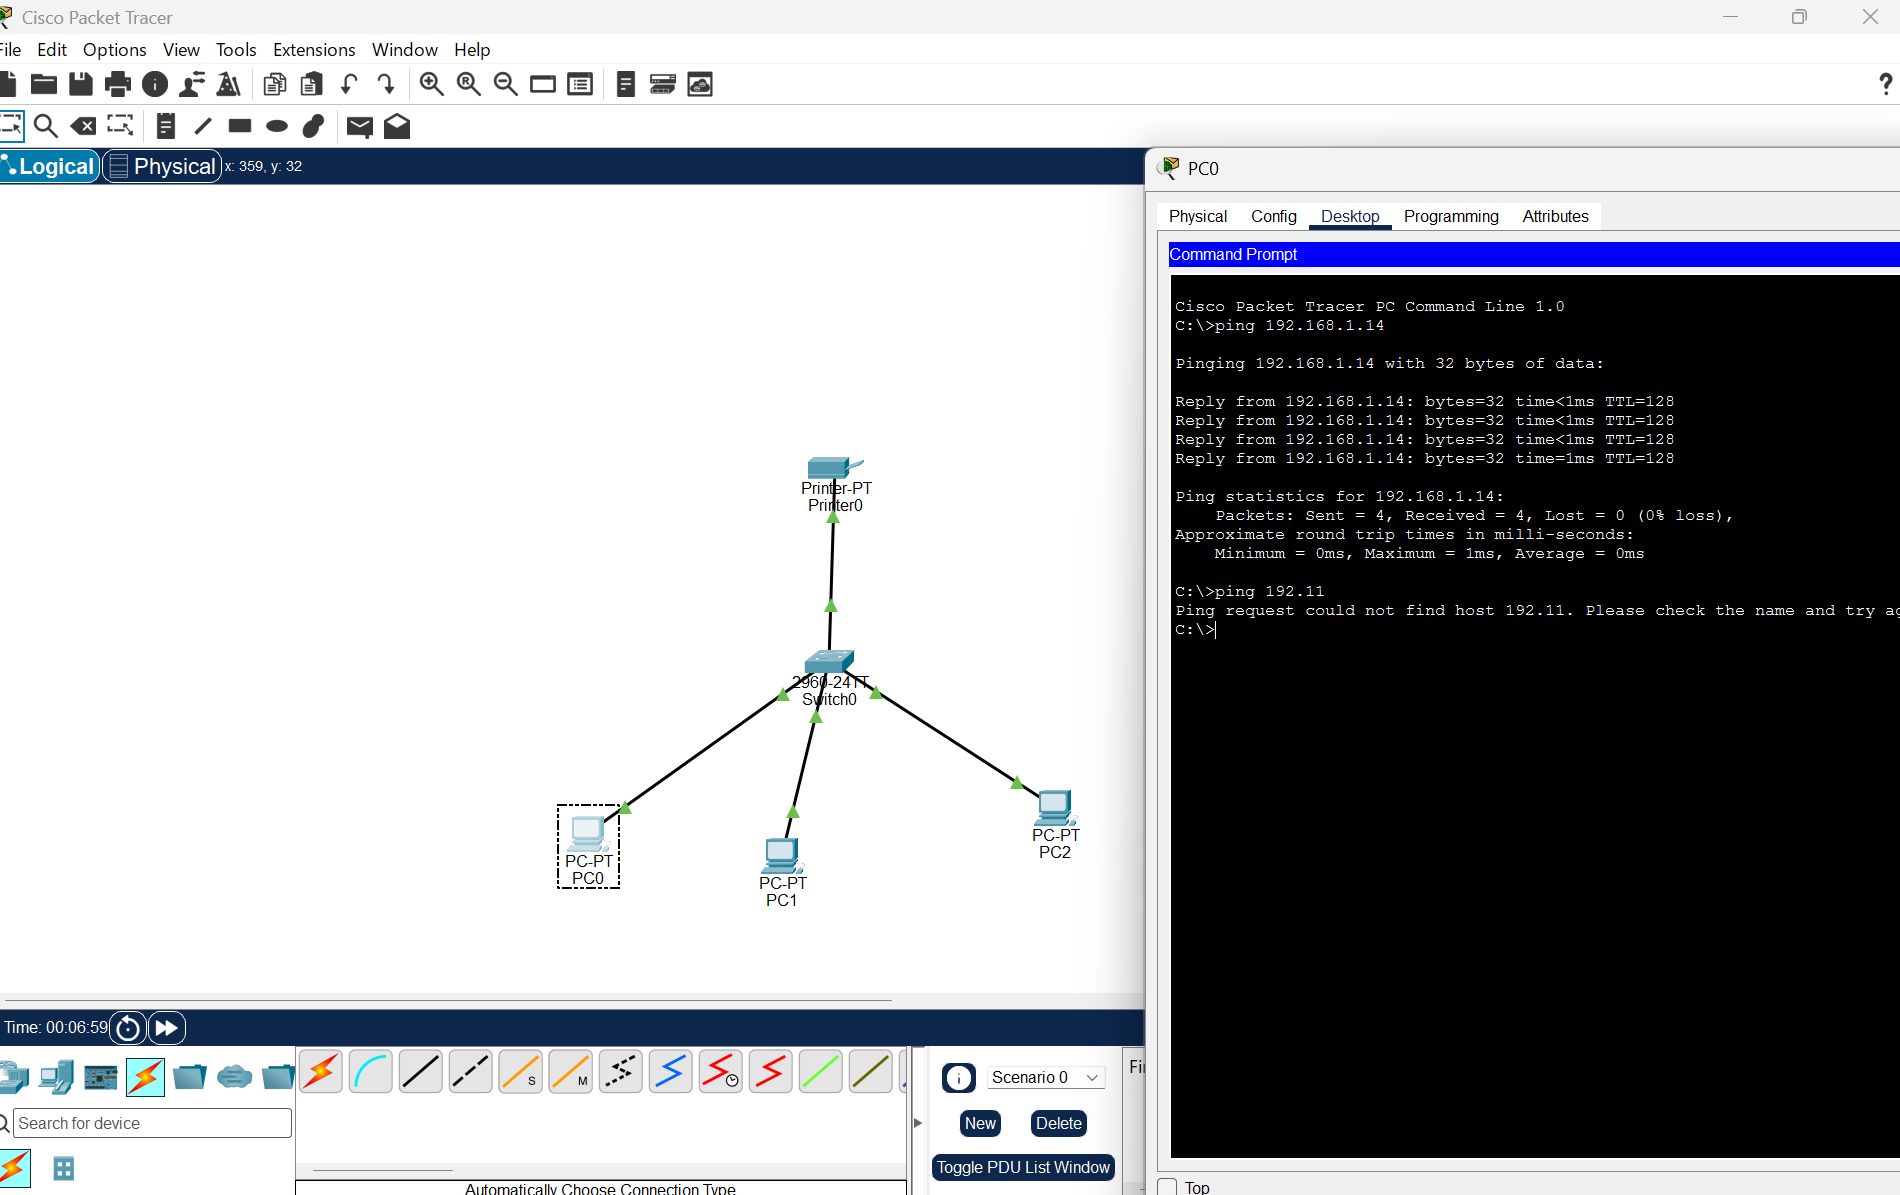 Cisco Packet Tracer
File Edit Options View Tools Extensions Window Help
?
Logical Physical x: 359, y: 32
PC0
Physical Config Desktop Programming Attributes
Command Prompt
Cisco Packet Tracer PC Command Line 1.0
C:\>ping 192.168.1.14
Pinging 192.168.1.14 with 32 bytes of data:
Reply from 192.168.1.14: bytes=32 time<1ms TTL=128
Reply from 192.168.1.14: bytes=32 time<1ms TTL=128
Reply from 192.168.1.14: bytes=32 time<1ms TTL=128
Reply from 192.168.1.14: bytes=32 time=1ms TTL=128
Ping statistics for 192.168.1.14:
Packets: Sent = 4, Received = 4, Lost = 0 (0% loss),
Approximate round trip times in milli-seconds:
Minimum = 0ms, Maximum = 1ms, Average = 0ms
C:\>ping 192.11
Ping request could not find host 192.11. Please check the name and try
C:\>
Printer-PT
Printer0
2960-24TT
Switch0
PC-PT
PC0
PC-PT
PC1
PC-PT
PC2
Time: 00:06:59
S M
Search for device
Automatically Choose Connection Type
Scenario 0
New Delete
Toggle PDU List Window
Top